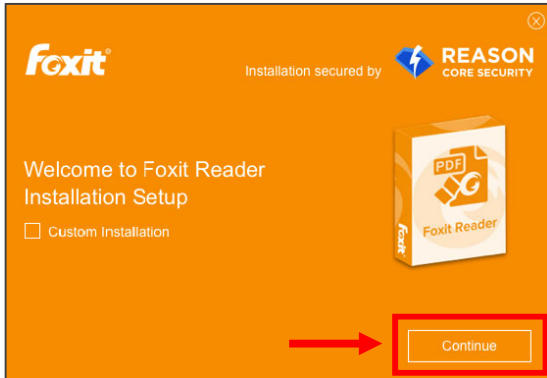 Foxit®
Installation secured by
REASON
CORE SECURITY
Welcome to Foxit Reader
Installation Setup
Custom Installation
PDF
Foxit Reader
Foxit
Continue